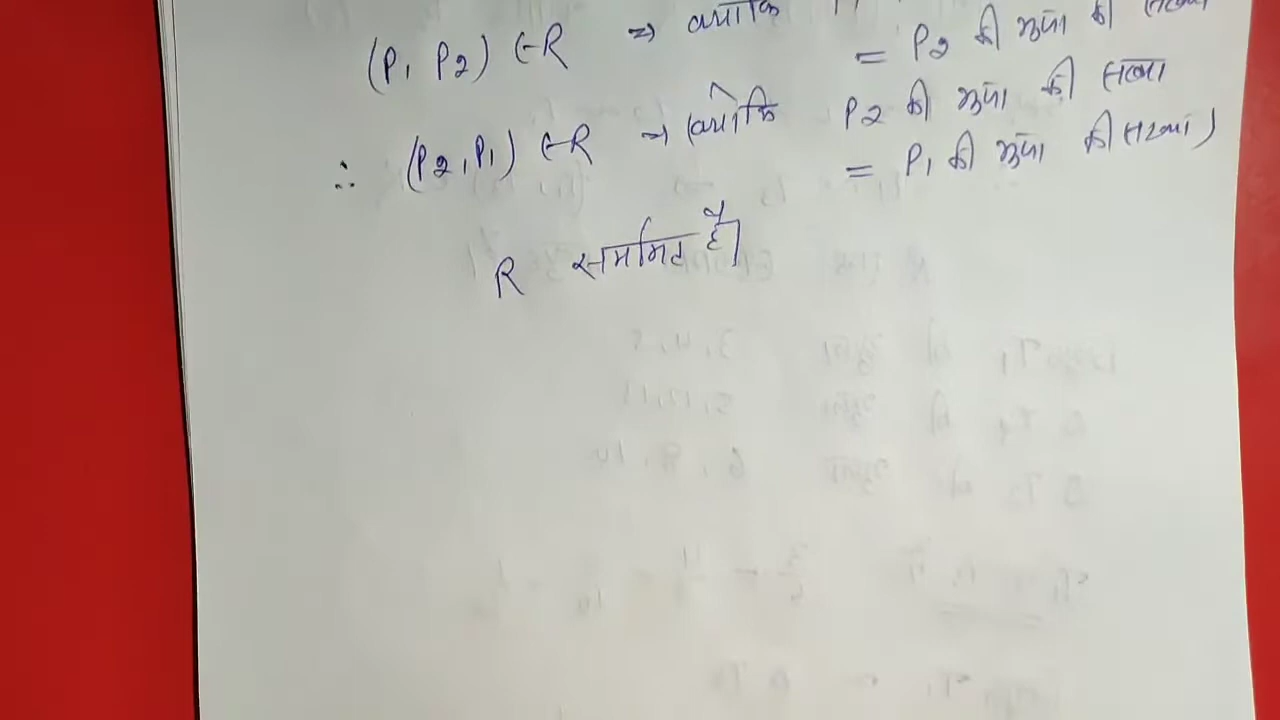 (P1 P2) ∈ R ⇒ क्योंकि
= P2 की भुजा की संख्या
∴ (P2, P1) ∈ R ⇒ (क्योंकि P2 की भुजा की संख्या
= P1 की भुजा की संख्या)
R सममित है।